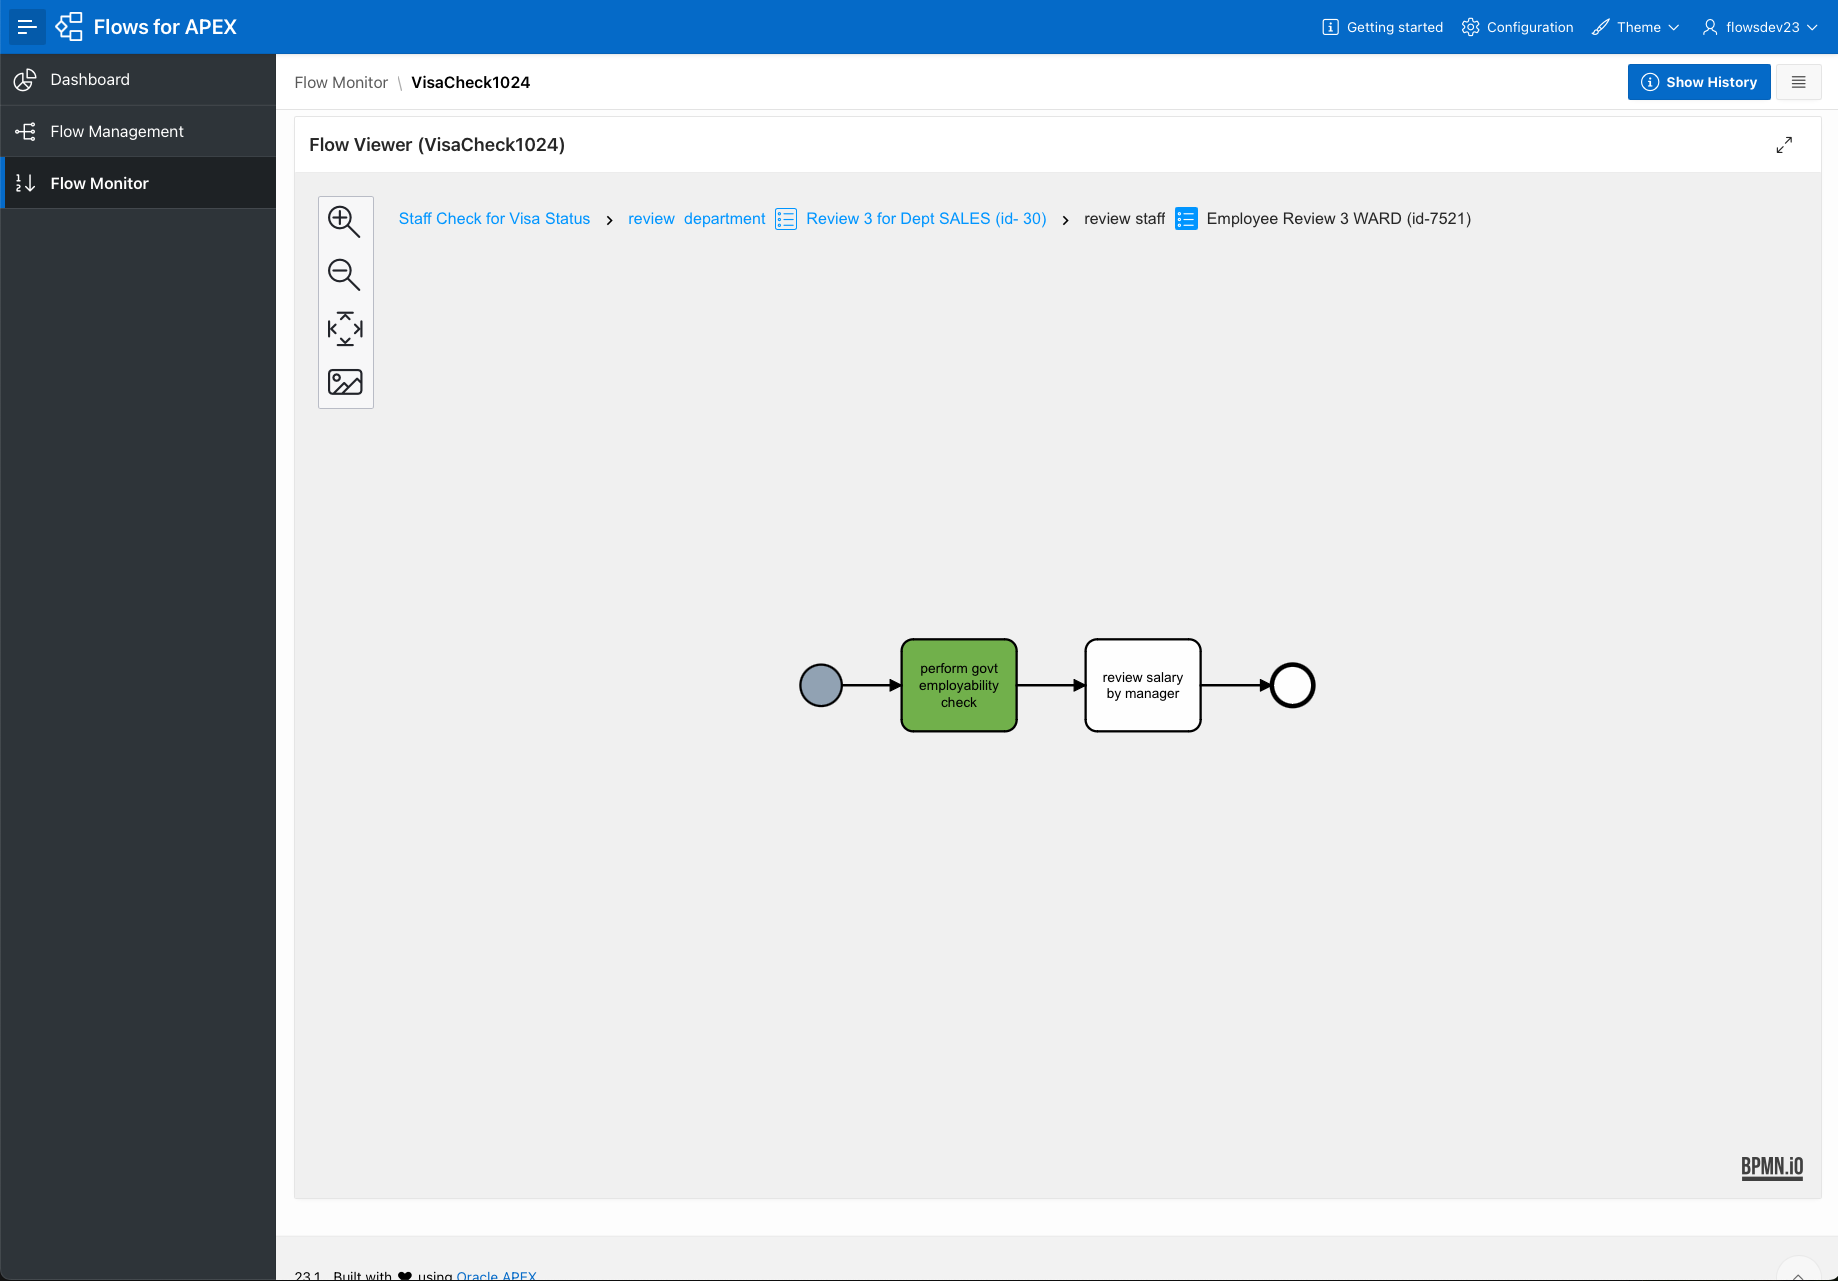 Flows for APEX
Getting started
Configuration
Theme
flowsdev23
Dashboard
Flow Management
Flow Monitor
Flow Monitor \ VisaCheck1024
Show History
Flow Viewer (VisaCheck1024)
Staff Check for Visa Status > review department Review 3 for Dept SALES (id- 30) > review staff Employee Review 3 WARD (id-7521)
perform govt
employability
check
review salary
by manager
BPMN.iO
23.1 Built with ♥ using Oracle APEX